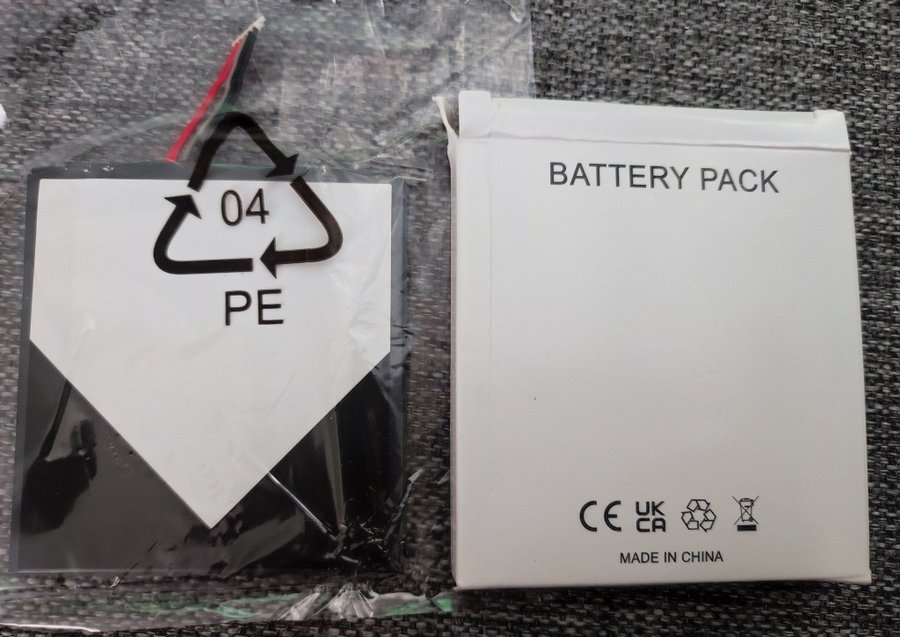 04
PE
BATTERY PACK
CE UK
CA
MADE IN CHINA